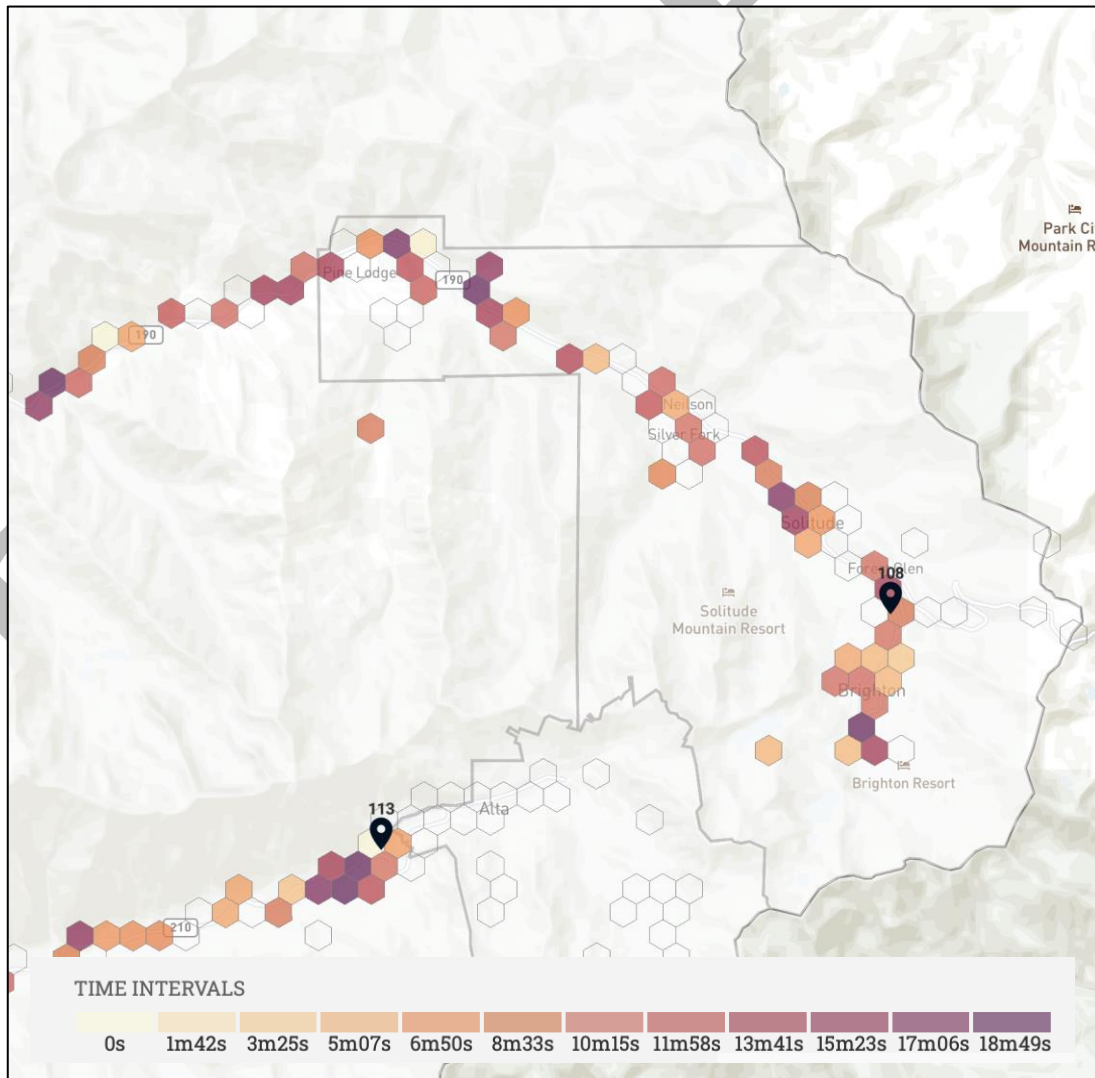 Park Ci
Mountain R
Pine Lodge
190
190
Neilson
Silver Fork
Solitude
Forest Glen
108
Solitude
Mountain Resort
Brighton
Brighton Resort
Alta
113
210
TIME INTERVALS
0s 1m42s 3m25s 5m07s 6m50s 8m33s 10m15s 11m58s 13m41s 15m23s 17m06s 18m49s